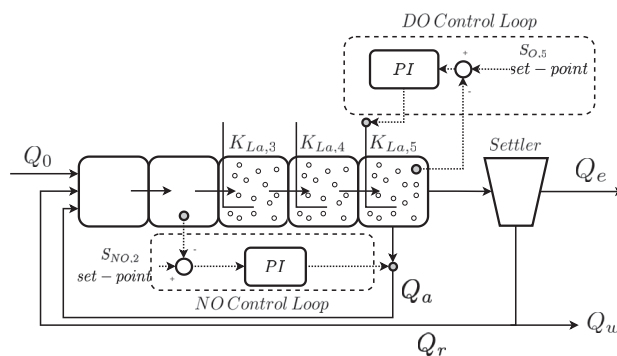 DO Control Loop
S_{O,5}
set-point
PI
+
-
K_{La,3}
K_{La,4}
K_{La,5}
Settler
Q_0
Q_e
S_{NO,2}
set-point
-
+
PI
NO Control Loop
Q_a
Q_w
Q_r